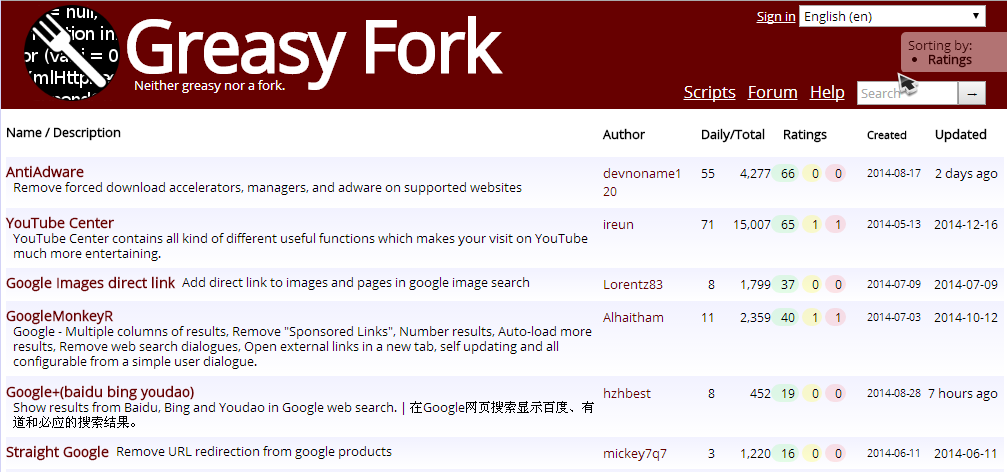 = null,
tion in
or (va i = 0
XmlHttp
Greasy Fork
Neither greasy nor a fork.
Sign in English (en)
Sorting by:
• Ratings
Scripts Forum Help Search →
Name / Description Author Daily/Total Ratings Created Updated
AntiAdware devnoname1 55 4,277 66 0 0 2014-08-17 2 days ago
Remove forced download accelerators, managers, and adware on supported websites 20
YouTube Center ireun 71 15,007 65 1 1 2014-05-13 2014-12-16
YouTube Center contains all kind of different useful functions which makes your visit on YouTube
much more entertaining.
Google Images direct link Add direct link to images and pages in google image search Lorentz83 8 1,799 37 0 0 2014-07-09 2014-07-09
GoogleMonkeyR Alhaitham 11 2,359 40 1 1 2014-07-03 2014-10-12
Google - Multiple columns of results, Remove "Sponsored Links", Number results, Auto-load more
results, Remove web search dialogues, Open external links in a new tab, self updating and all
configurable from a simple user dialogue.
Google+(baidu bing youdao) hzhbest 8 452 19 0 0 2014-08-28 7 hours ago
Show results from Baidu, Bing and Youdao in Google web search. | 在Google网页搜索显示百度、有
道和必应的搜索结果。
Straight Google Remove URL redirection from google products mickey7q7 3 1,220 16 0 0 2014-06-11 2014-06-11